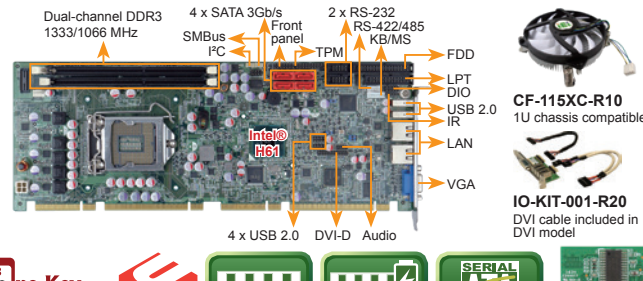 Dual-channel DDR3
1333/1066 MHz
4 x SATA 3Gb/s
Front
panel
SMBus
I²C
TPM
2 x RS-232
RS-422/485
KB/MS
FDD
LPT
DIO
USB 2.0
IR
LAN
VGA
Intel®
H61
4 x USB 2.0
DVI-D
Audio
CF-115XC-R10
1U chassis compatible
IO-KIT-001-R20
DVI cable included in
DVI model
Key
SERIAL